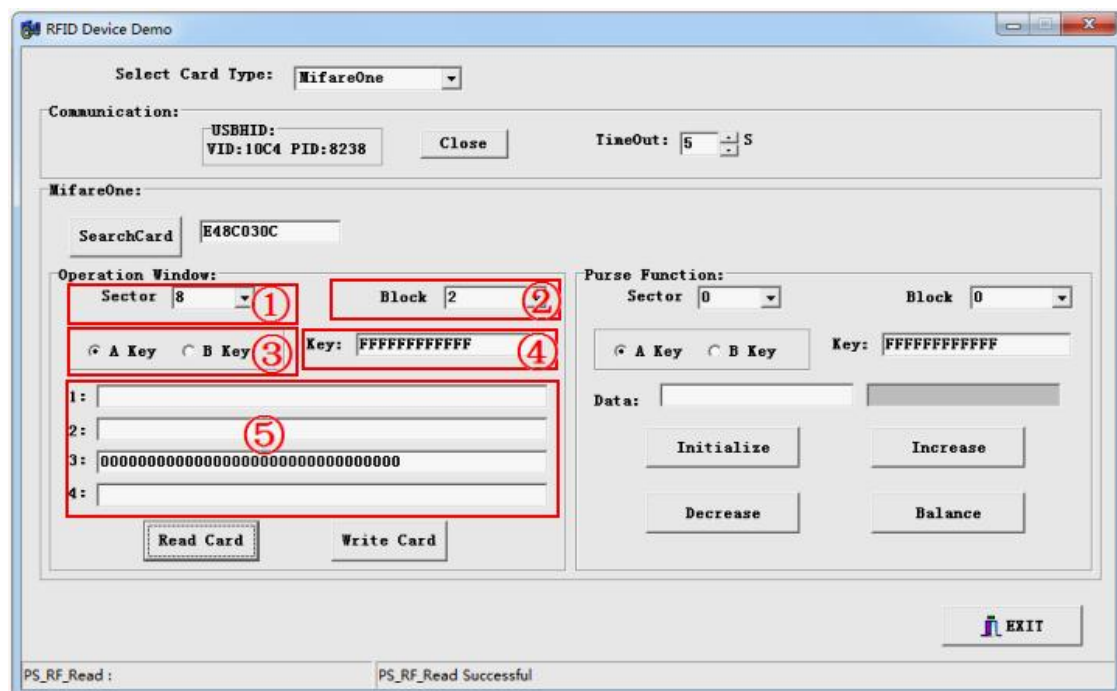 RFID Device Demo
Select Card Type: MifareOne
Communication:
USBHID:
VID:10C4 PID:8238
Close
TimeOut: 5 S
MifareOne:
SearchCard E48C030C
Operation Window:
Sector 8 ① Block 2 ②
A Key B Key ③ Key: FFFFFFFFFFFF ④
1:
2: ⑤
3: 00000000000000000000000000000000
4:
Read Card Write Card
Purse Function:
Sector 0 Block 0
A Key B Key Key: FFFFFFFFFFFF
Data:
Initialize Increase
Decrease Balance
EXIT
PS_RF_Read : PS_RF_Read Successful